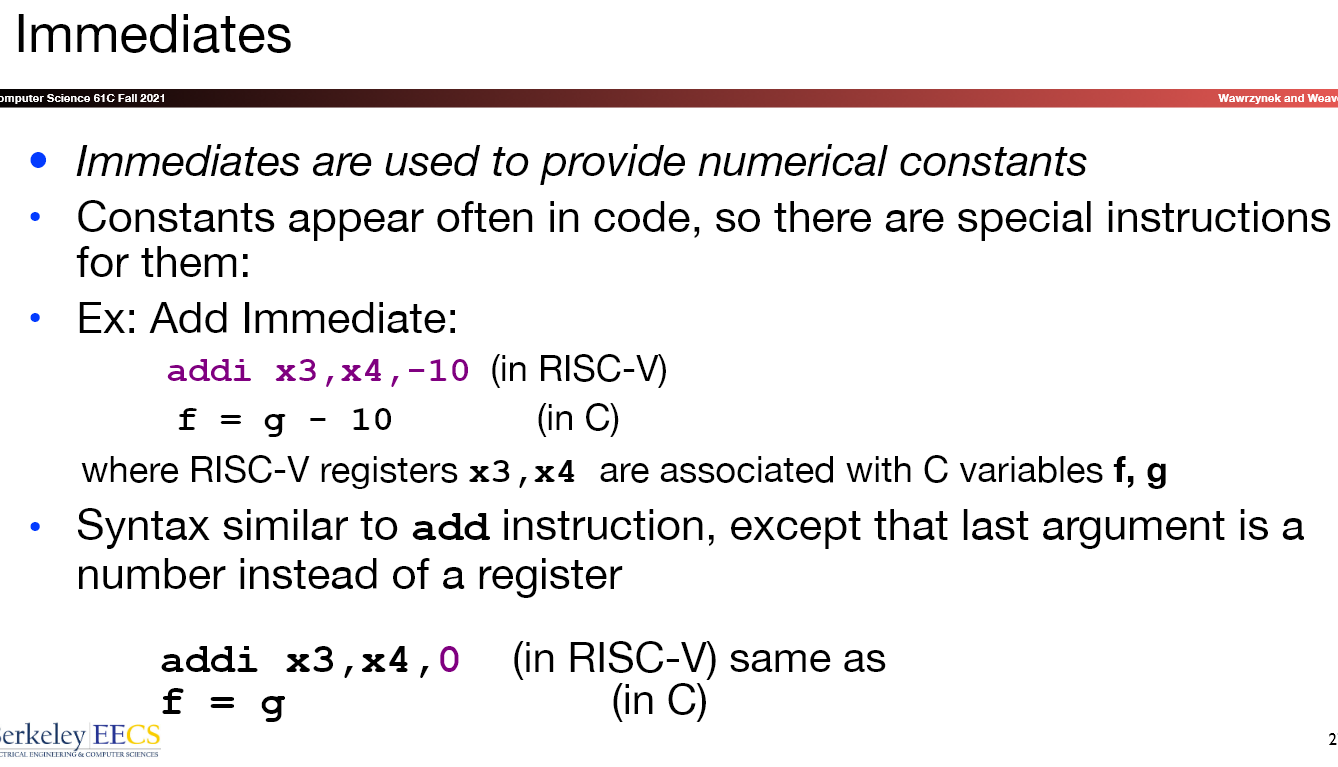 Immediates
omputer Science 61C Fall 2021
Wawrzynek and Weav
• Immediates are used to provide numerical constants
• Constants appear often in code, so there are special instructions
for them:
• Ex: Add Immediate:
addi x3,x4,-10 (in RISC-V)
f = g - 10 (in C)
where RISC-V registers x3,x4 are associated with C variables f, g
• Syntax similar to add instruction, except that last argument is a
number instead of a register
addi x3,x4,0 (in RISC-V) same as
f = g (in C)
erkeley EECS
CTRICAL ENGINEERING & COMPUTER SCIENCES
2